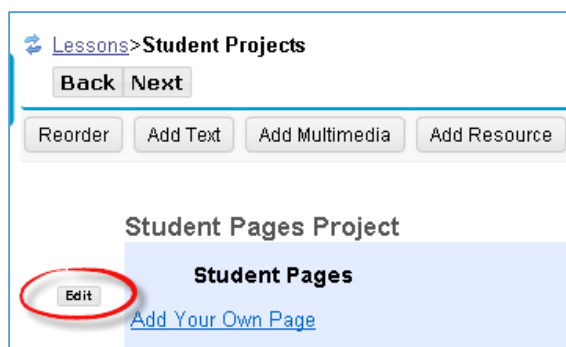 Lessons>Student Projects
Back Next
Reorder Add Text Add Multimedia Add Resource
Student Pages Project
Student Pages
Edit
Add Your Own Page